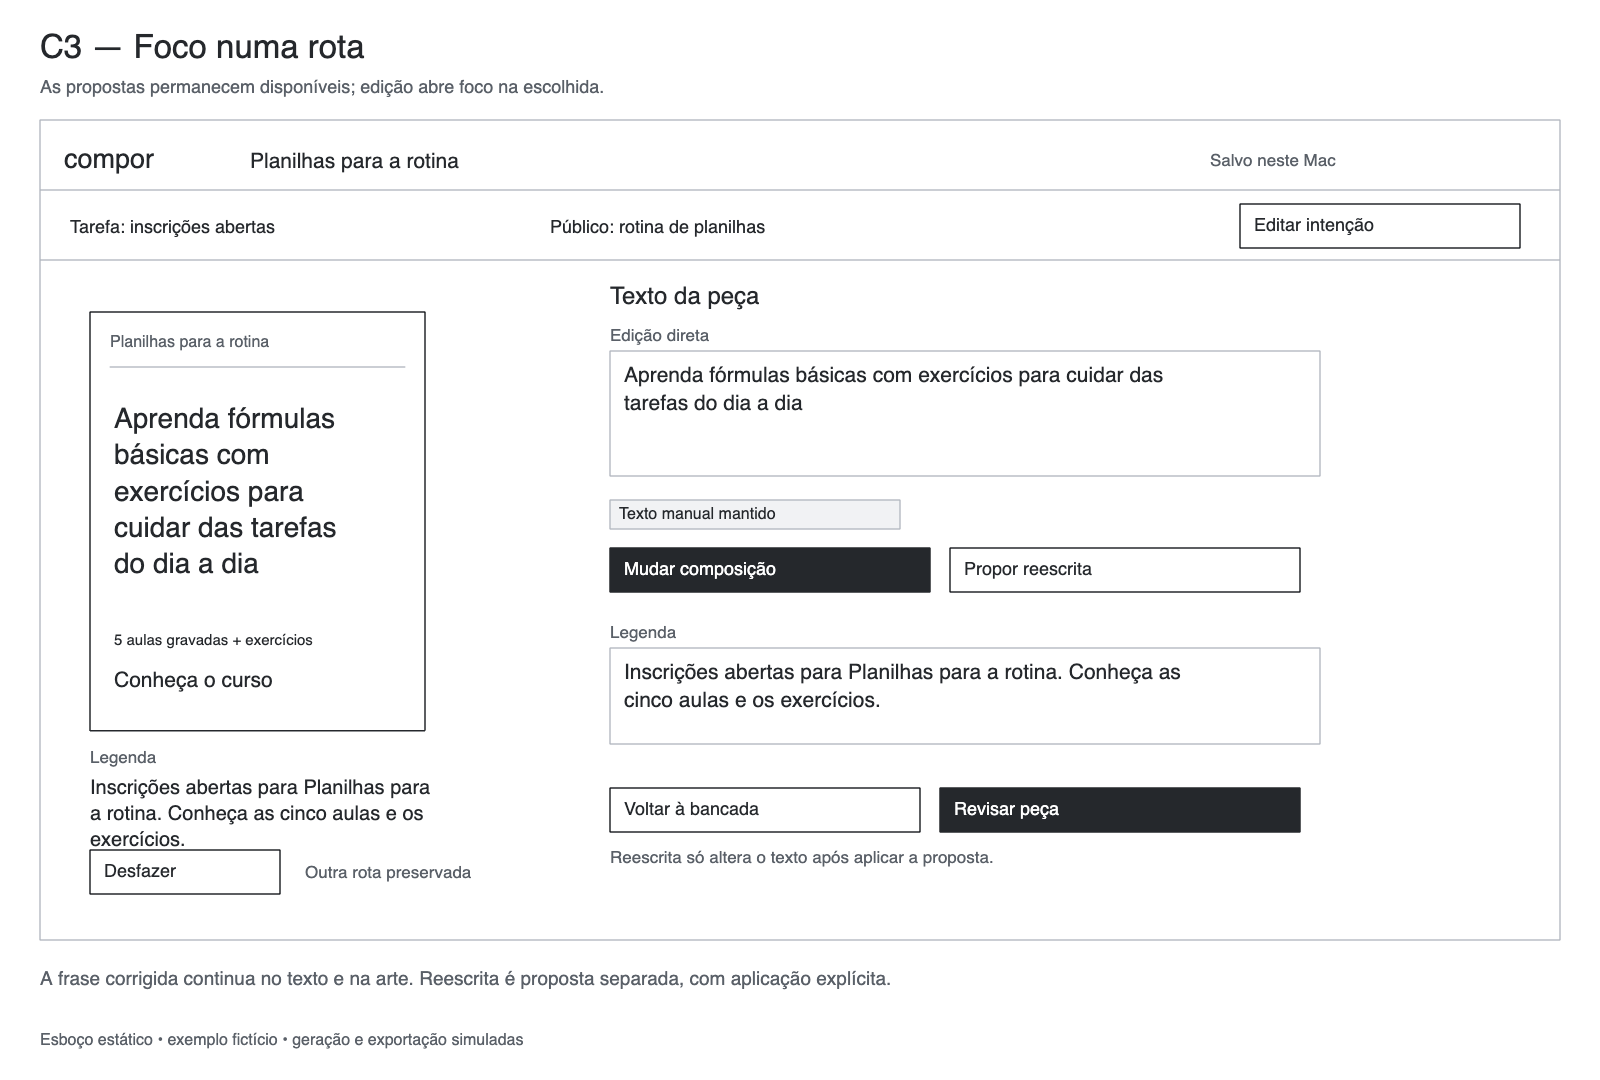 C3 — Foco numa rota
As propostas permanecem disponíveis; edição abre foco na escolhida.
compor
Planilhas para a rotina
Salvo neste Mac
Tarefa: inscrições abertas
Público: rotina de planilhas
Editar intenção
Planilhas para a rotina
Aprenda fórmulas
básicas com
exercícios para
cuidar das tarefas
do dia a dia
5 aulas gravadas + exercícios
Conheça o curso
Legenda
Inscrições abertas para Planilhas para
a rotina. Conheça as cinco aulas e os
exercícios.
Desfazer
Outra rota preservada
Texto da peça
Edição direta
Aprenda fórmulas básicas com exercícios para cuidar das
tarefas do dia a dia
Texto manual mantido
Mudar composição
Propor reescrita
Legenda
Inscrições abertas para Planilhas para a rotina. Conheça as
cinco aulas e os exercícios.
Voltar à bancada
Revisar peça
Reescrita só altera o texto após aplicar a proposta.
A frase corrigida continua no texto e na arte. Reescrita é proposta separada, com aplicação explícita.
Esboço estático • exemplo fictício • geração e exportação simuladas